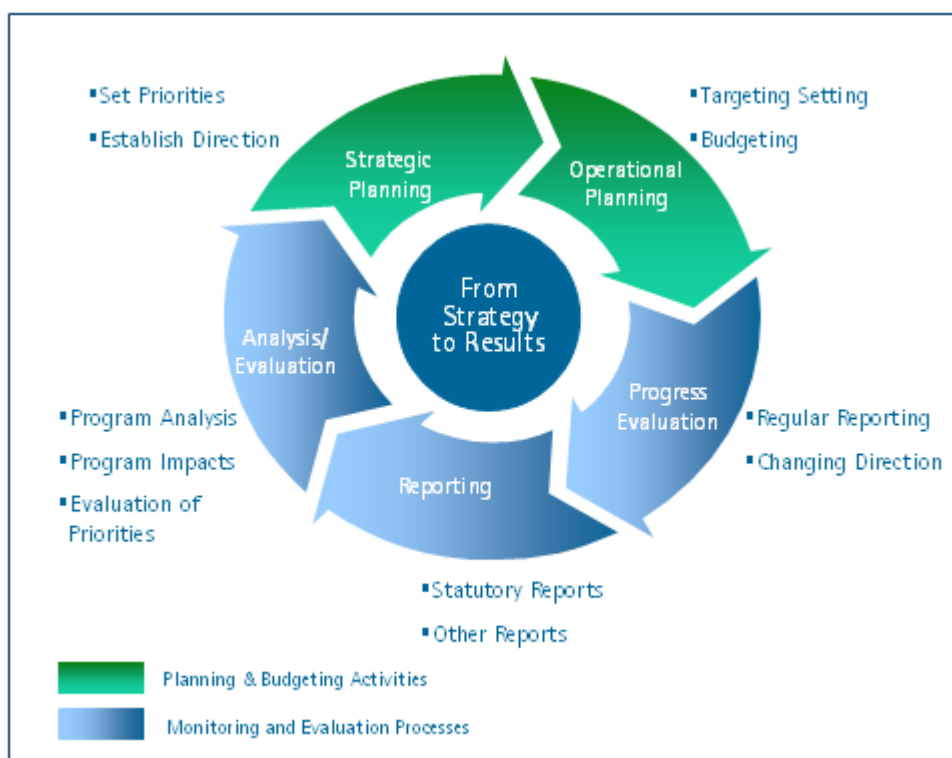 ▪Set Priorities
▪Establish Direction
▪Targeting Setting
▪Budgeting
Strategic
Planning
Operational
Planning
From
Strategy
to Results
Analysis/
Evaluation
Progress
Evaluation
▪Program Analysis
▪Program Impacts
▪Evaluation of
Priorities
▪Regular Reporting
▪Changing Direction
Reporting
▪Statutory Reports
▪Other Reports
Planning & Budgeting Activities
Monitoring and Evaluation Processes